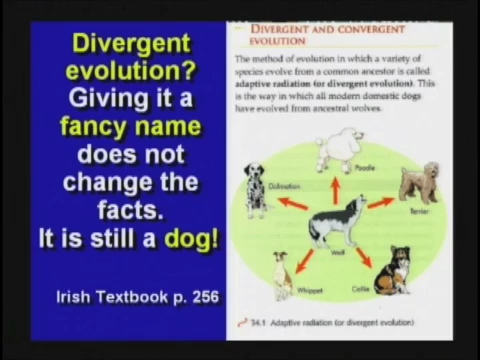 Divergent
evolution?
Giving it a
fancy name
does not
change the
facts.
It is still a dog!
Irish Textbook p. 256
DIVERGENT AND CONVERGENT
EVOLUTION
The method of evolution in which a variety of
species evolve from a common ancestor is called
adaptive radiation (or divergent evolution). This
is the way in which all modern domestic dogs
have evolved from ancestral wolves.
Poodle
Dalmation
Terrier
Wolf
Whippet
Collie
34.1 Adaptive radiation (or divergent evolution)